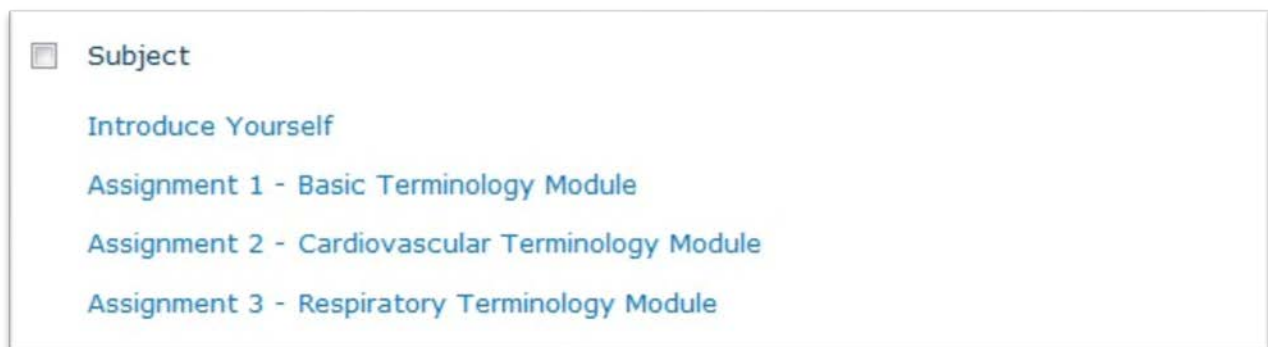 Subject
Introduce Yourself
Assignment 1 - Basic Terminology Module
Assignment 2 - Cardiovascular Terminology Module
Assignment 3 - Respiratory Terminology Module